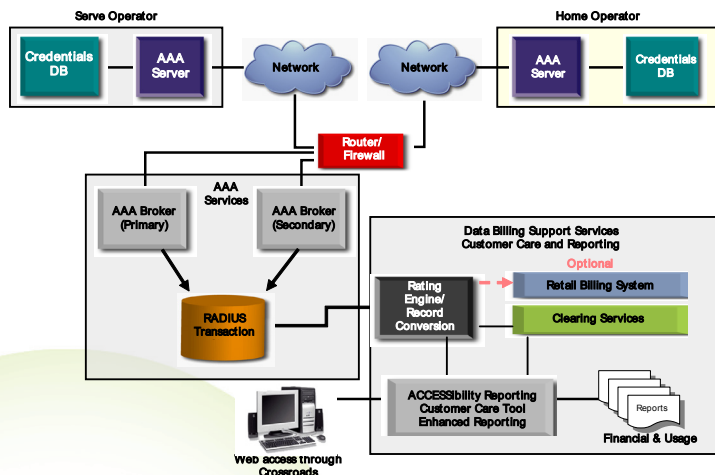 Serve Operator
Home Operator
Credentials
DB
AAA
Server
Network
Network
AAA
Server
Credentials
DB
Router/
Firewall
AAA
Services
AAA Broker
(Primary)
AAA Broker
(Secondary)
Data Billing Support Services
Customer Care and Reporting
Optional
Rating
Engine/
Record
Conversion
Retail Billing System
Clearing Services
RADIUS
Transaction
ACCESSibility Reporting
Customer Care Tool
Enhanced Reporting
Reports
Financial & Usage
Web access through
Crossroads